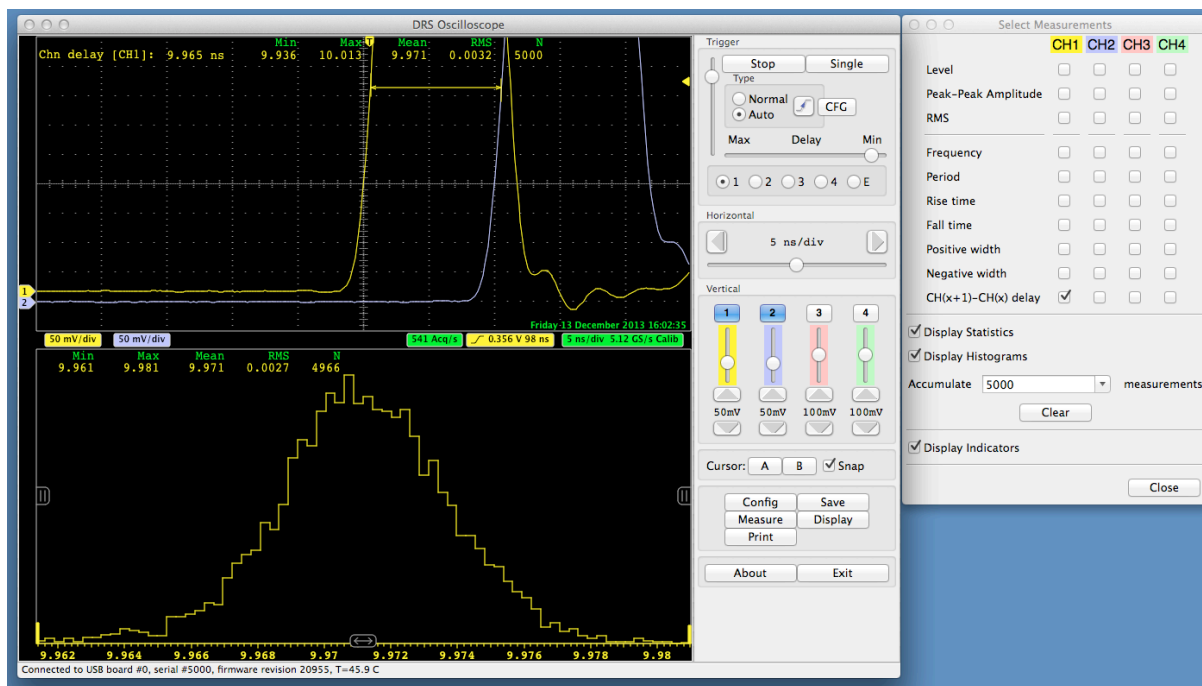 DRS Oscilloscope
Min Max Mean RMS N
Chn delay [CH1]: 9.965 ns 9.936 10.013 9.971 0.0032 5000
T
1
2
Friday 13 December 2013 16:02:35
50 mV/div 50 mV/div 541 Acq/s 0.356 V 98 ns 5 ns/div 5.12 GS/s Calib
Min Max Mean RMS N
9.961 9.981 9.971 0.0027 4966
9.962 9.964 9.966 9.968 9.97 9.972 9.974 9.976 9.978 9.98
Connected to USB board #0, serial #5000, firmware revision 20955, T=45.9 C
Trigger
Stop Single
Type
Normal
Auto
CFG
Max Delay Min
1 2 3 4 E
Horizontal
5 ns/div
Vertical
1 2 3 4
50mV 50mV 100mV 100mV
Cursor: A B Snap
Config Save
Measure Display
Print
About Exit
Select Measurements
CH1 CH2 CH3 CH4
Level
Peak-Peak Amplitude
RMS
Frequency
Period
Rise time
Fall time
Positive width
Negative width
CH(x+1)-CH(x) delay
Display Statistics
Display Histograms
Accumulate 5000 measurements
Clear
Display Indicators
Close